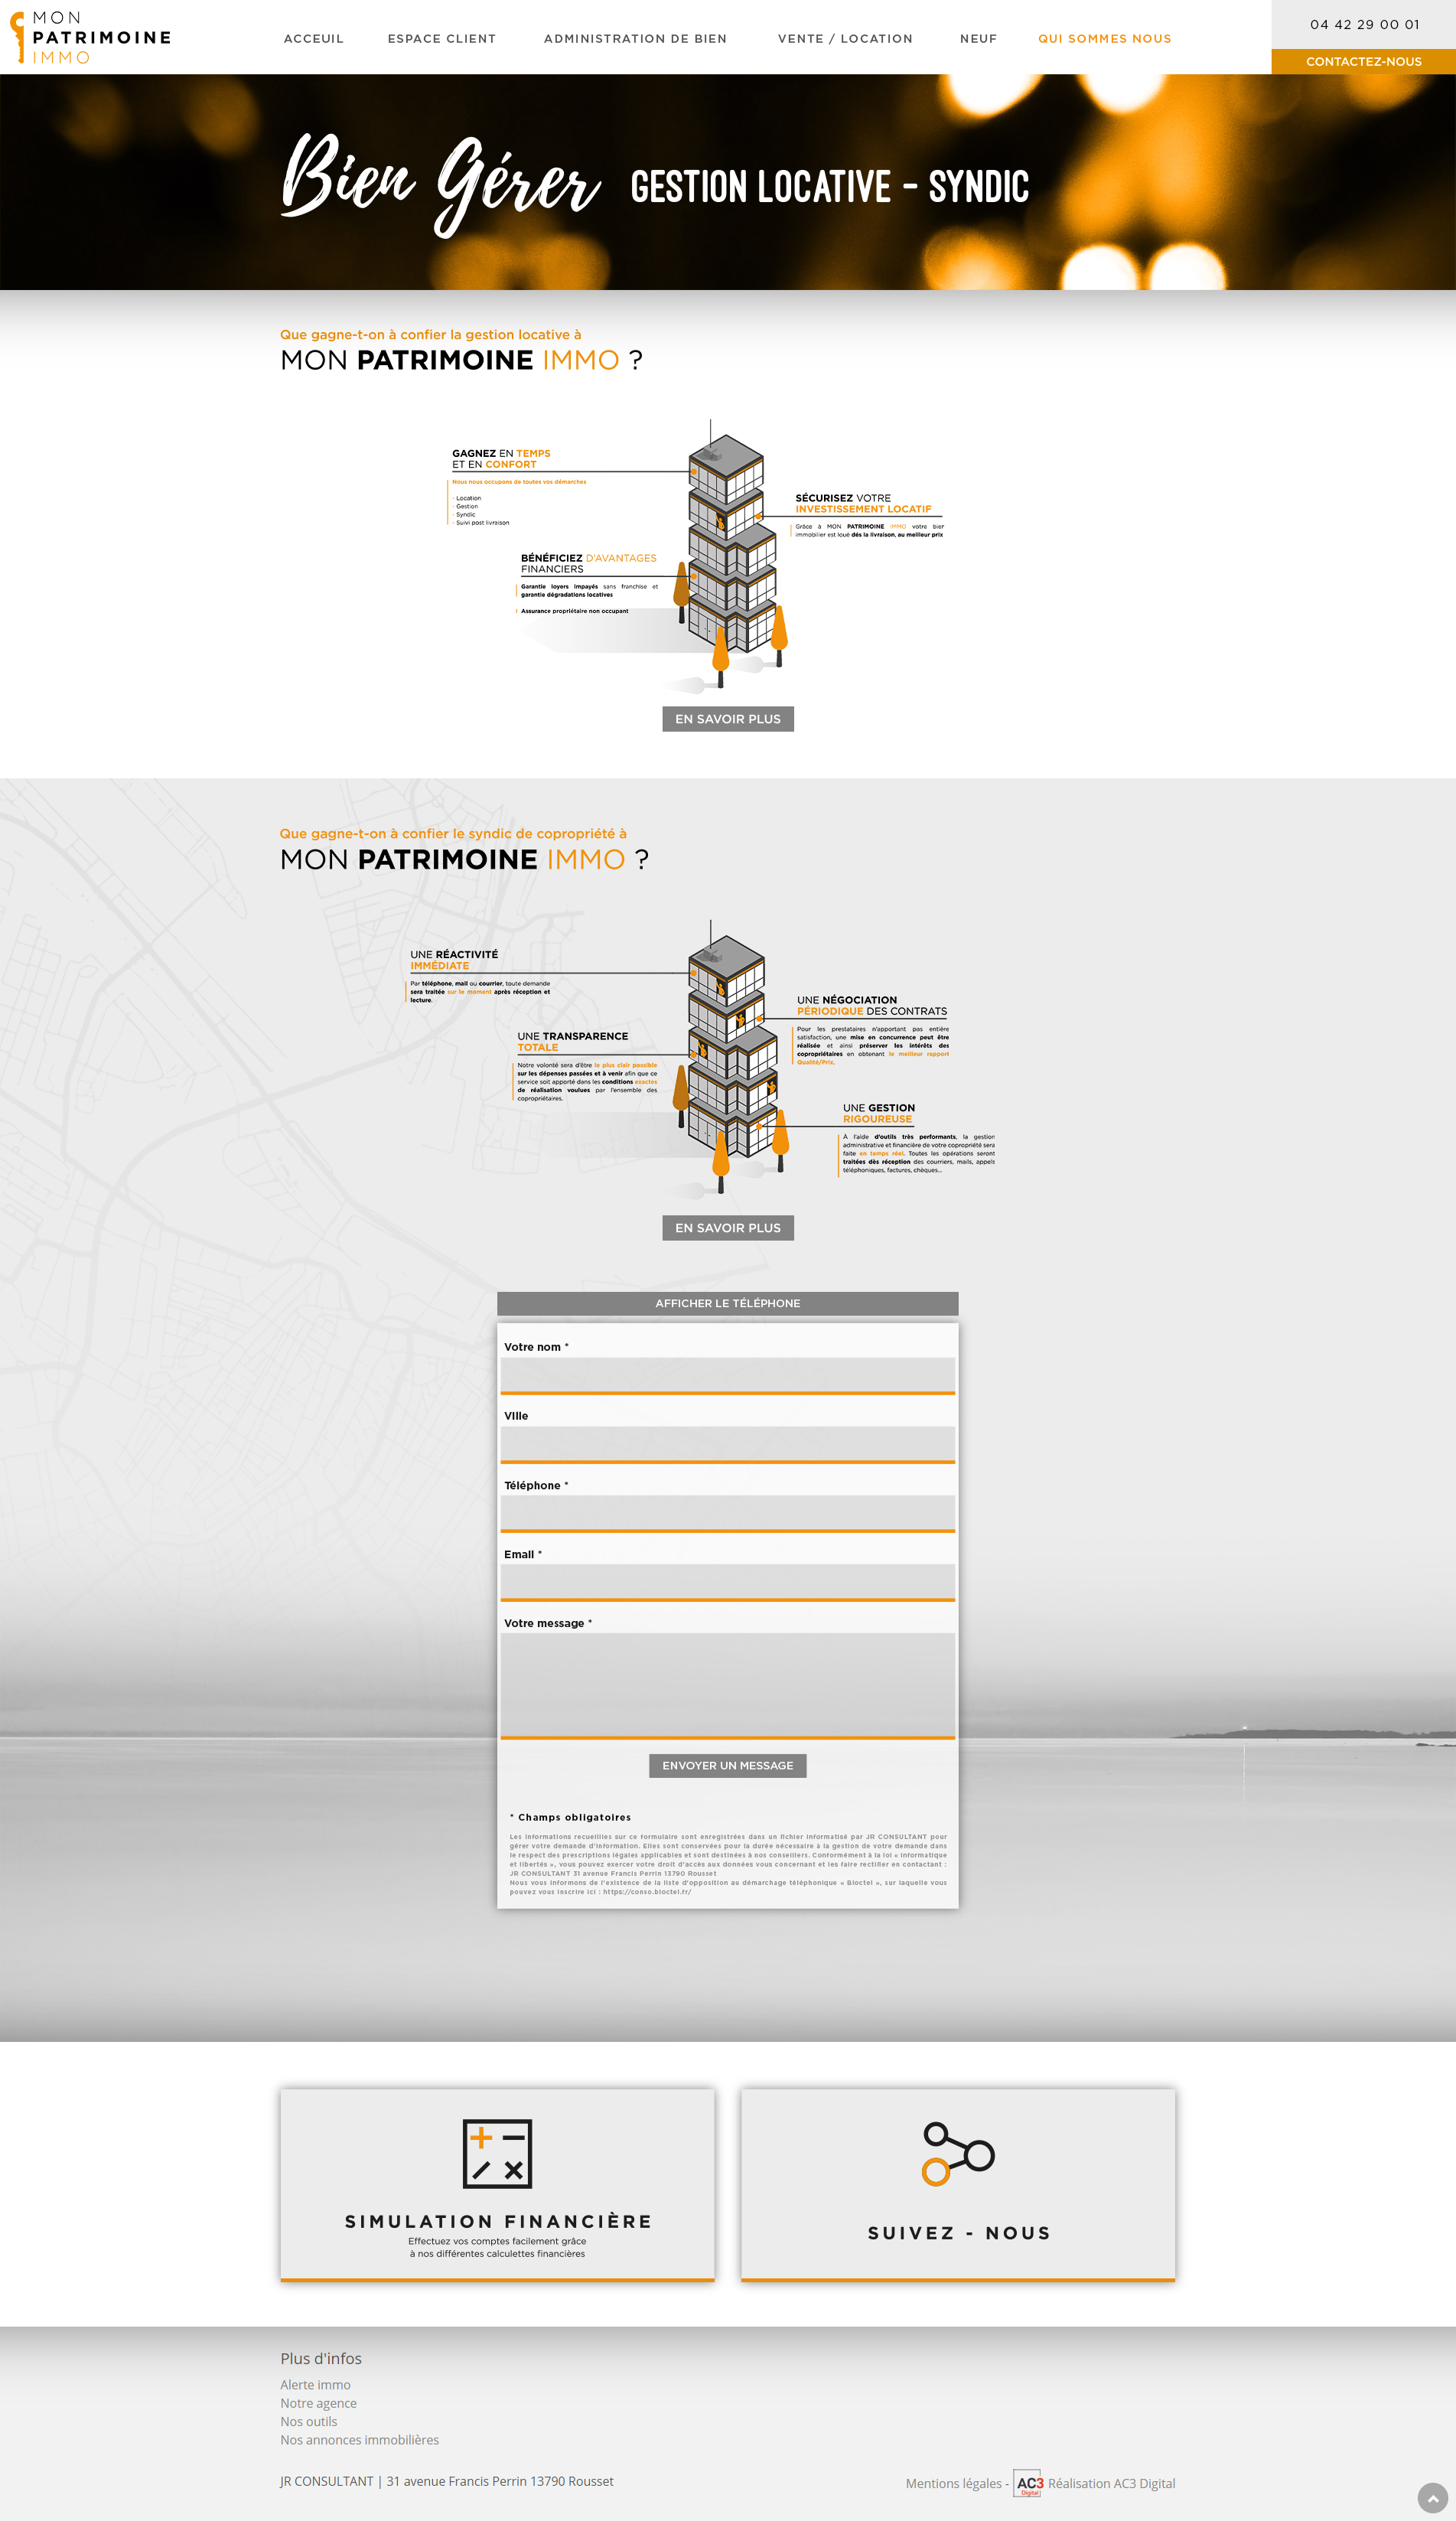 MON
PATRIMOINE
IMMO
ACCEUIL ESPACE CLIENT ADMINISTRATION DE BIEN VENTE / LOCATION NEUF QUI SOMMES NOUS
04 42 29 00 01
CONTACTEZ-NOUS
Bien Gérer GESTION LOCATIVE - SYNDIC
Que gagne-t-on à confier la gestion locative à
MON PATRIMOINE IMMO ?
GAGNEZ EN TEMPS
ET EN CONFORT
Nous nous occupons de toutes vos démarches
- Location
- Gestion
- Syndic
- Suivi post livraison
SÉCURISEZ VOTRE
INVESTISSEMENT LOCATIF
Grâce à MON PATRIMOINE IMMO votre bien
immobilier est loué dès la livraison, au meilleur prix
BÉNÉFICIEZ D'AVANTAGES
FINANCIERS
Garantie loyers impayés sans franchise et
garantie dégradations locatives
Assurance propriétaire non occupant
EN SAVOIR PLUS
Que gagne-t-on à confier le syndic de copropriété à
MON PATRIMOINE IMMO ?
UNE RÉACTIVITÉ
IMMÉDIATE
Par téléphone, mail ou courrier, toute demande
sera traitée sur le moment après réception et
lecture.
UNE NÉGOCIATION
PÉRIODIQUE DES CONTRATS
Pour les prestataires n'apportant pas entière
satisfaction, une mise en concurrence peut être
réalisée et ainsi préserver les intérêts des
copropriétaires en obtenant le meilleur rapport
Qualité/Prix.
UNE TRANSPARENCE
TOTALE
Notre volonté sera d'être le plus clair possible
sur les dépenses passées et à venir afin que ce
service soit apporté dans les conditions exactes
de réalisation voulues par l'ensemble des
copropriétaires.
UNE GESTION
RIGOUREUSE
À l'aide d'outils très performants, la gestion
administrative et financière de votre copropriété sera
faite en temps réel. Toutes les opérations seront
traitées dès réception des courriers, mails, appels
téléphoniques, factures, chèques...
EN SAVOIR PLUS
AFFICHER LE TÉLÉPHONE
Votre nom *
Ville
Téléphone *
Email *
Votre message *
ENVOYER UN MESSAGE
* Champs obligatoires
Les informations recueillies sur ce formulaire sont enregistrées dans un fichier informatisé par JR CONSULTANT pour
gérer votre demande d'information. Elles sont conservées pour la durée nécessaire à la gestion de votre demande dans
le respect des prescriptions légales applicables et sont destinées à nos conseillers. Conformément à la loi « informatique
et libertés », vous pouvez exercer votre droit d'accès aux données vous concernant et les faire rectifier en contactant :
JR CONSULTANT 31 avenue Francis Perrin 13790 Rousset
Nous vous informons de l'existence de la liste d'opposition au démarchage téléphonique « Bloctel », sur laquelle vous
pouvez vous inscrire ici : https://conso.bloctel.fr/
SIMULATION FINANCIÈRE
Effectuez vos comptes facilement grâce
à nos différentes calculettes financières
SUIVEZ - NOUS
Plus d'infos
Alerte immo
Notre agence
Nos outils
Nos annonces immobilières
JR CONSULTANT | 31 avenue Francis Perrin 13790 Rousset
Mentions légales - AC3 Digital Réalisation AC3 Digital